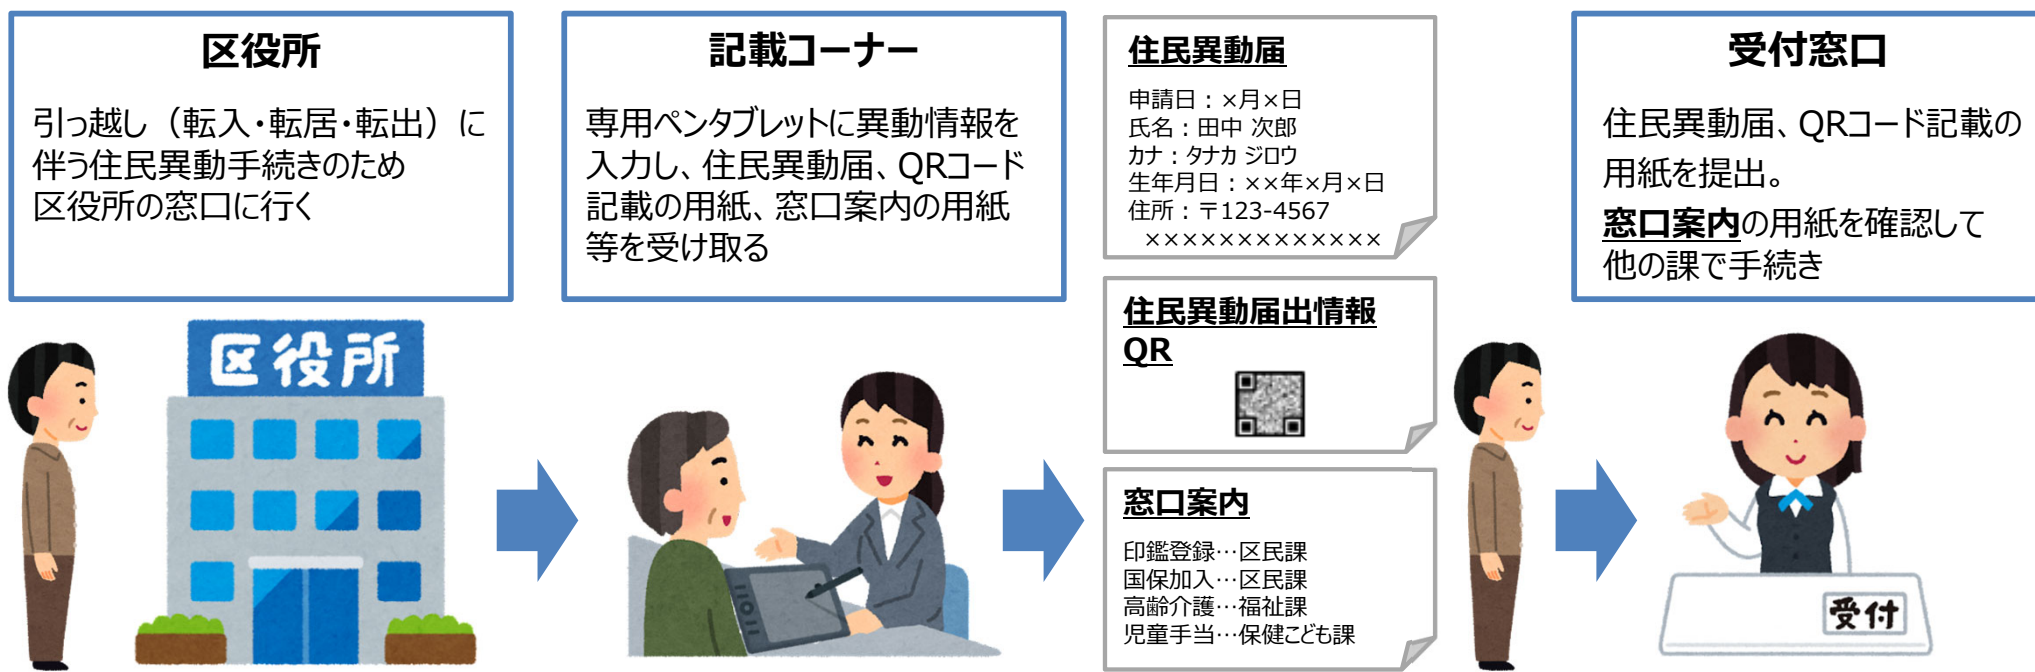 区役所
引っ越し（転入・転居・転出）に
伴う住民異動手続きのため
区役所の窓口に行く
区役所
記載コーナー
専用ペンタブレットに異動情報を
入力し、住民異動届、QRコード
記載の用紙、窓口案内の用紙
等を受け取る
住民異動届
申請日：×月×日
氏名：田中 次郎
カナ：タナカ ジロウ
生年月日：××年×月×日
住所：〒123-4567
×××××××××××××
住民異動届出情報
QR
窓口案内
印鑑登録…区民課
国保加入…区民課
高齢介護…福祉課
児童手当…保健こども課
受付窓口
住民異動届、QRコード記載の
用紙を提出。
窓口案内の用紙を確認して
他の課で手続き
受付